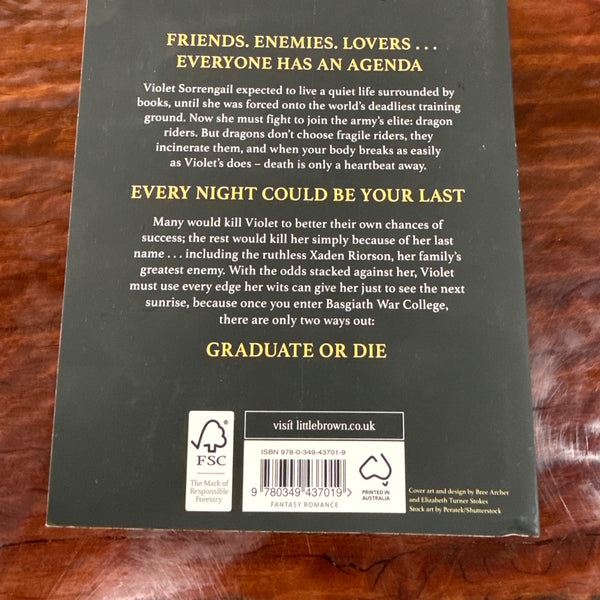 FRIENDS. ENEMIES. LOVERS . . .
EVERYONE HAS AN AGENDA
Violet Sorrengail expected to live a quiet life surrounded by
books, until she was forced onto the world's deadliest training
ground. Now she must fight to join the army's elite: dragon
riders. But dragons don't choose fragile riders, they
incinerate them, and when your body breaks as easily
as Violet's does – death is only a heartbeat away.
EVERY NIGHT COULD BE YOUR LAST
Many would kill Violet to better their own chances of
success; the rest would kill her simply because of her last
name . . . including the ruthless Xaden Riorson, her family's
greatest enemy. With the odds stacked against her, Violet
must use every edge her wits can give her just to see the next
sunrise, because once you enter Basgiath War College,
there are only two ways out:
GRADUATE OR DIE
FSC
The Mark of
Responsible
Forestry
visit littlebrown.co.uk
ISBN 978-0-349-43701-9
9 780349 437019 >
FANTASY ROMANCE
PRINTED IN
AUSTRALIA
Cover art and design by Bree Archer
and Elizabeth Turner Stokes
Stock art by Peratek/Shutterstock